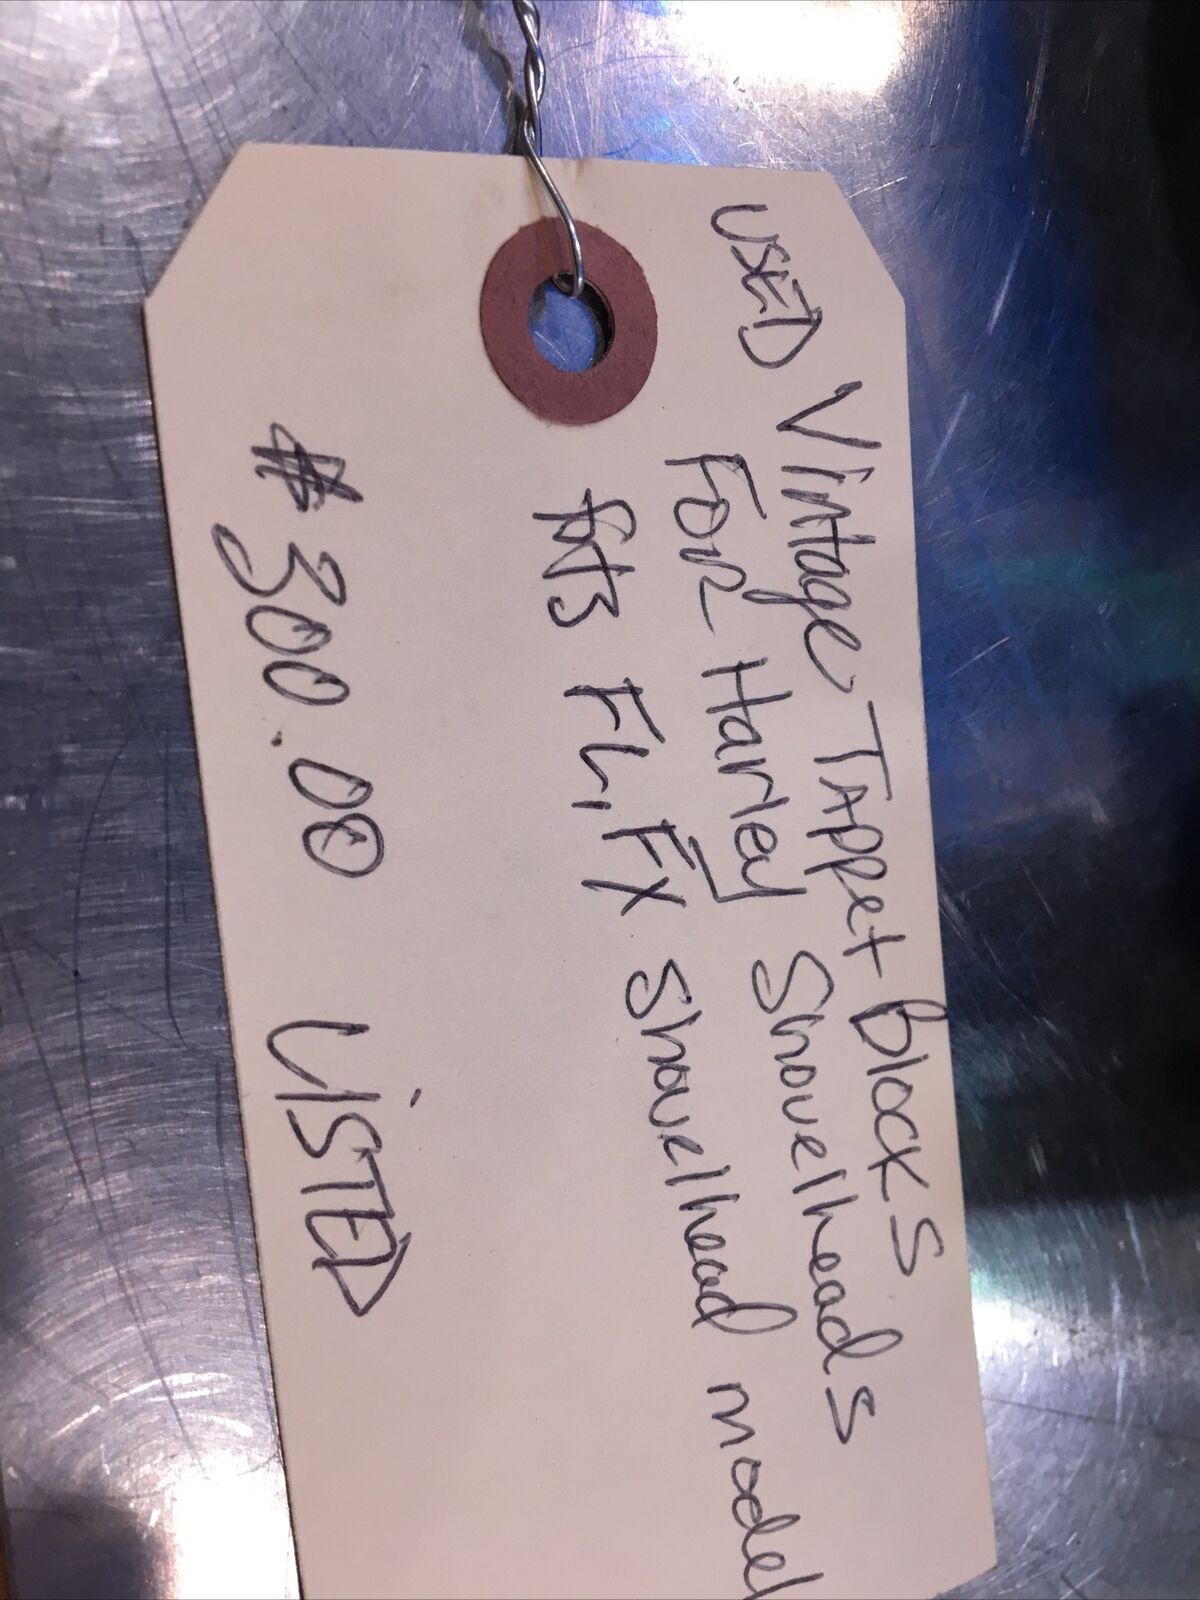 USED Vintage TAPPet Blocks
FOR Harley Shovelheads
fits FL, FX Shovelhead model
$300.00 LiSTED